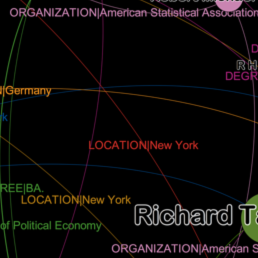 ORGANIZATION|American Statistical Association
D
R H
DEGR
N|Germany
k
LOCATION|New York
REE|BA.
LOCATION|New York
Richard Ta
of Political Economy
ORGANIZATION|American S